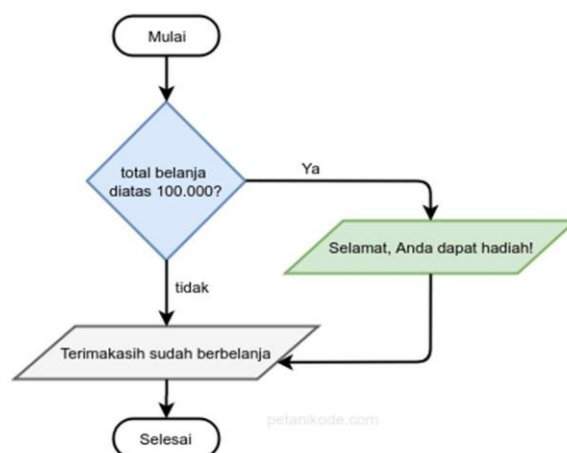 Mulai
total belanja
diatas 100.000?
Ya
Selamat, Anda dapat hadiah!
tidak
Terimakasih sudah berbelanja
petanikode.com
Selesai